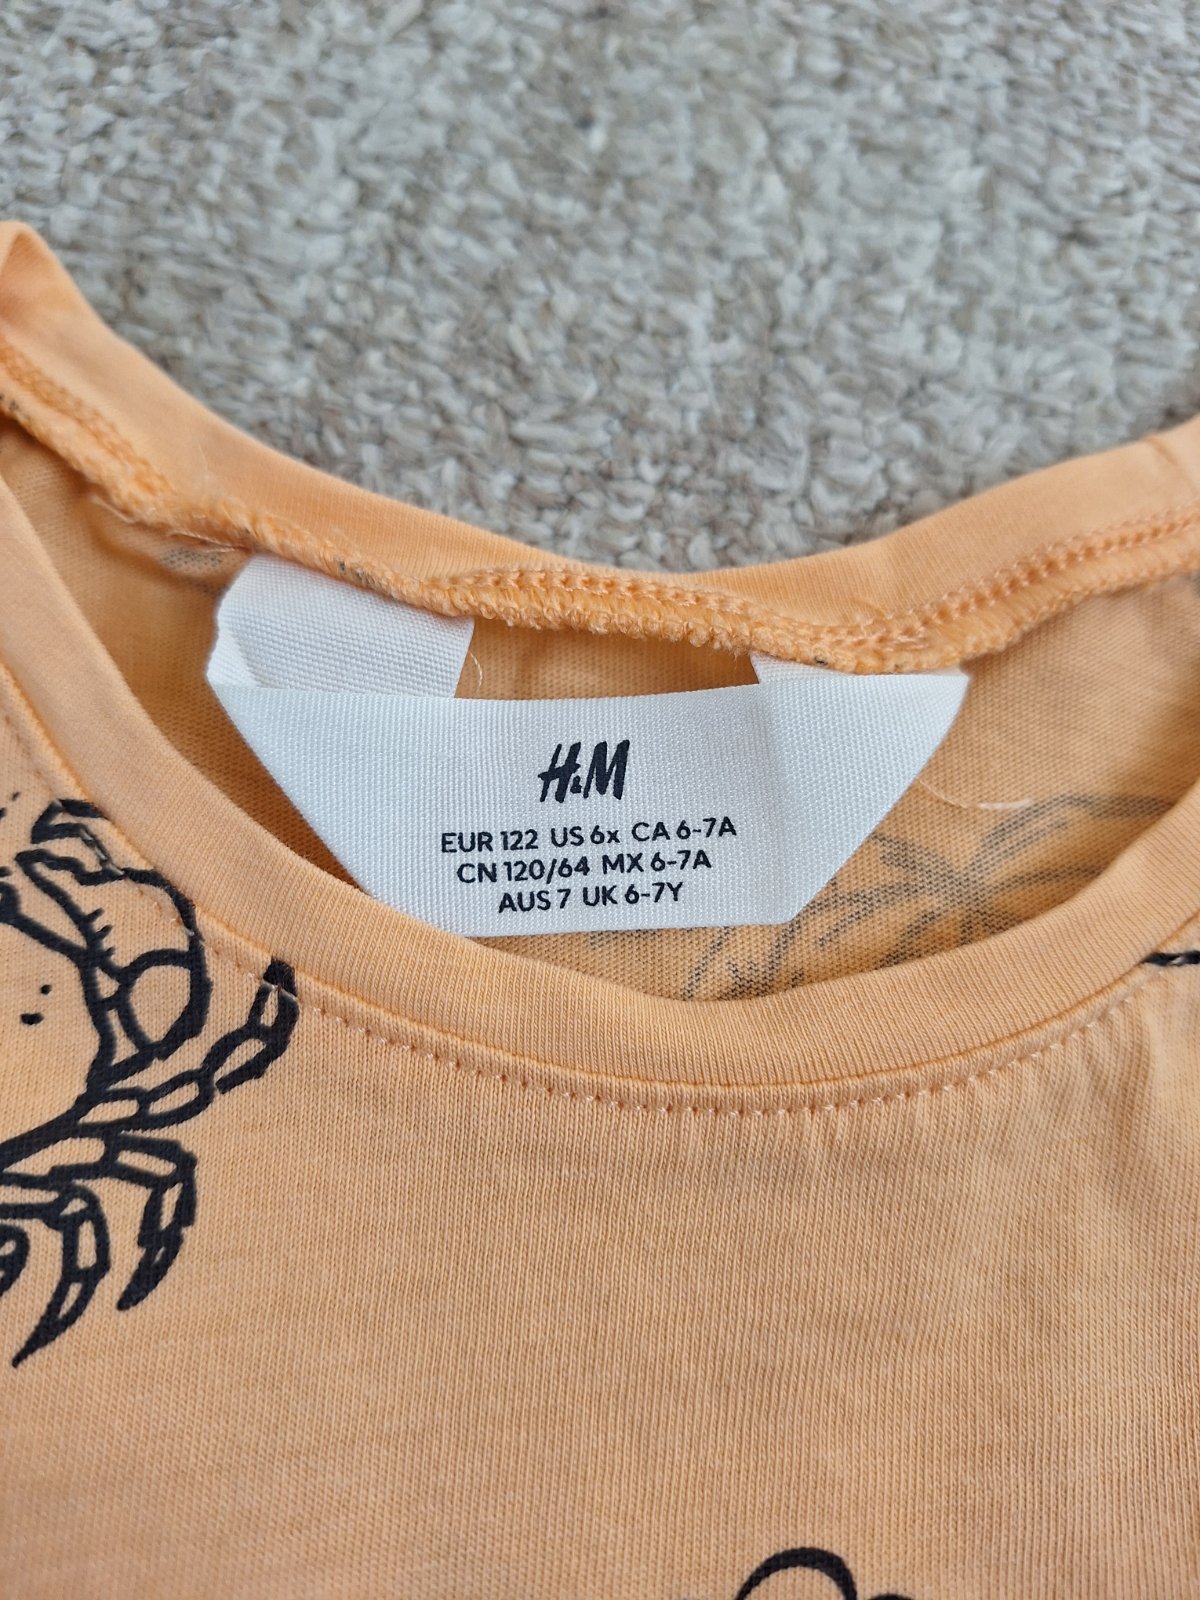 H&M
EUR 122 US 6x CA 6-7A
CN 120/64 MX 6-7A
AUS 7 UK 6-7Y